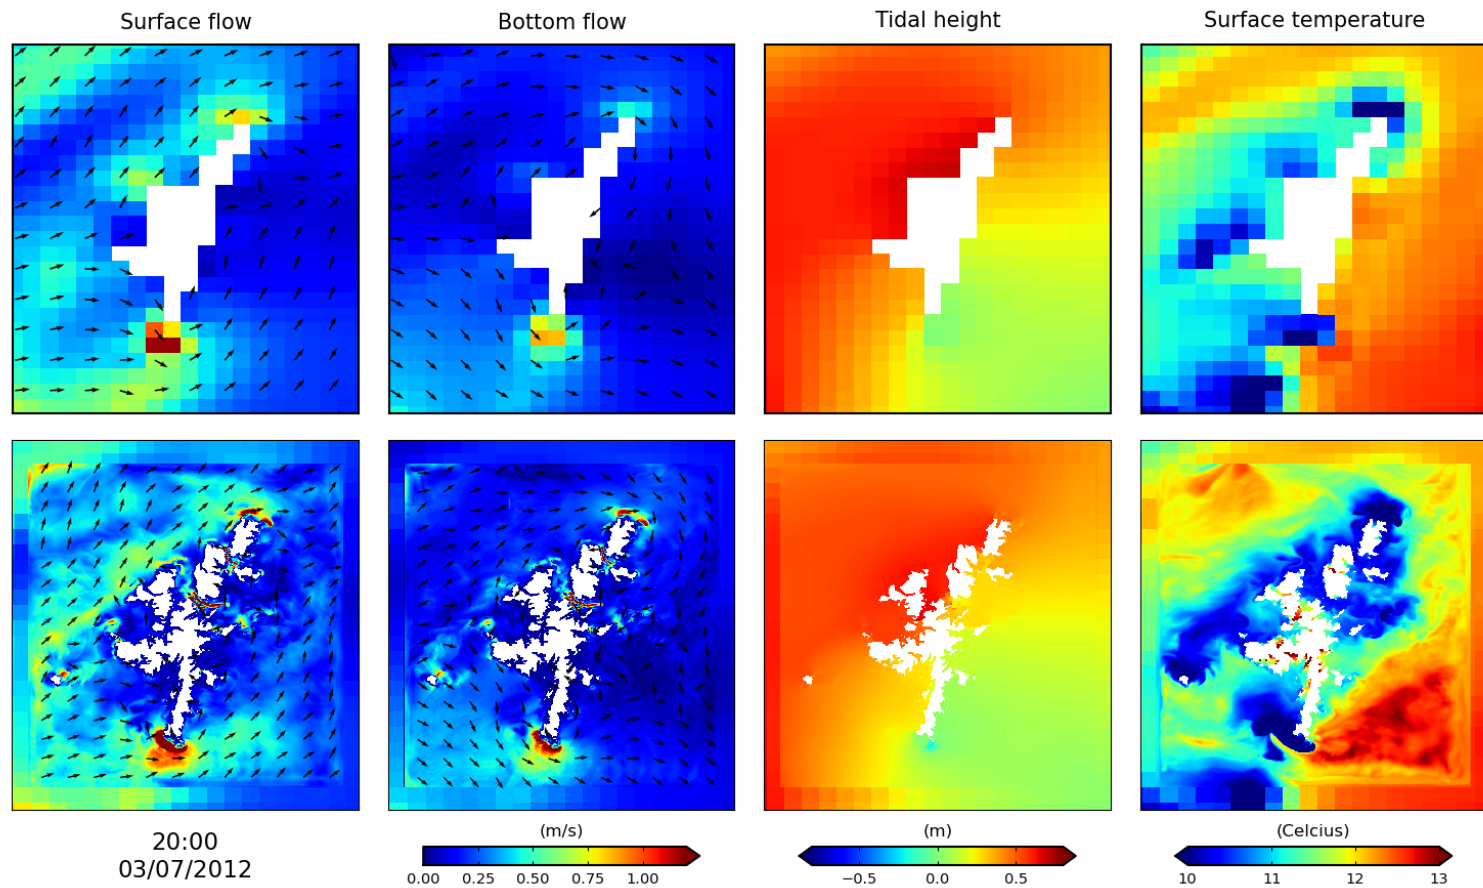 Surface flow Bottom flow Tidal height Surface temperature
20:00
03/07/2012
(m/s) (m) (Celcius)
0.00 0.25 0.50 0.75 1.00 −0.5 0.0 0.5 10 11 12 13